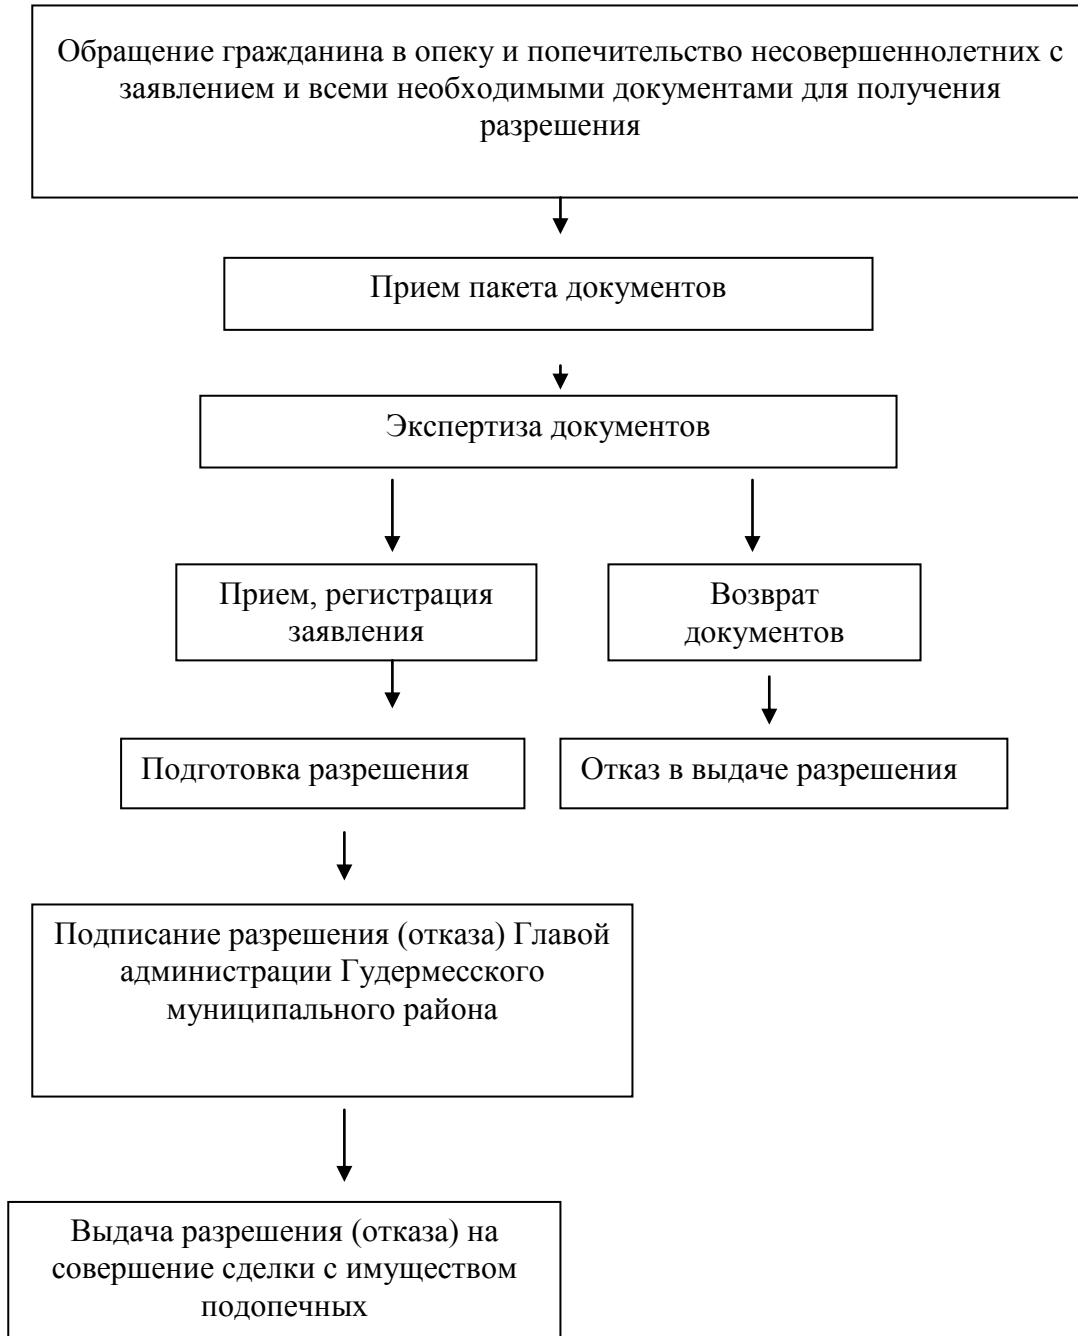 Обращение гражданина в опеку и попечительство несовершеннолетних с
заявлением и всеми необходимыми документами для получения
разрешения
Прием пакета документов
Экспертиза документов
Прием, регистрация
заявления
Возврат
документов
Подготовка разрешения
Отказ в выдаче разрешения
Подписание разрешения (отказа) Главой
администрации Гудермесского
муниципального района
Выдача разрешения (отказа) на
совершение сделки с имуществом
подопечных